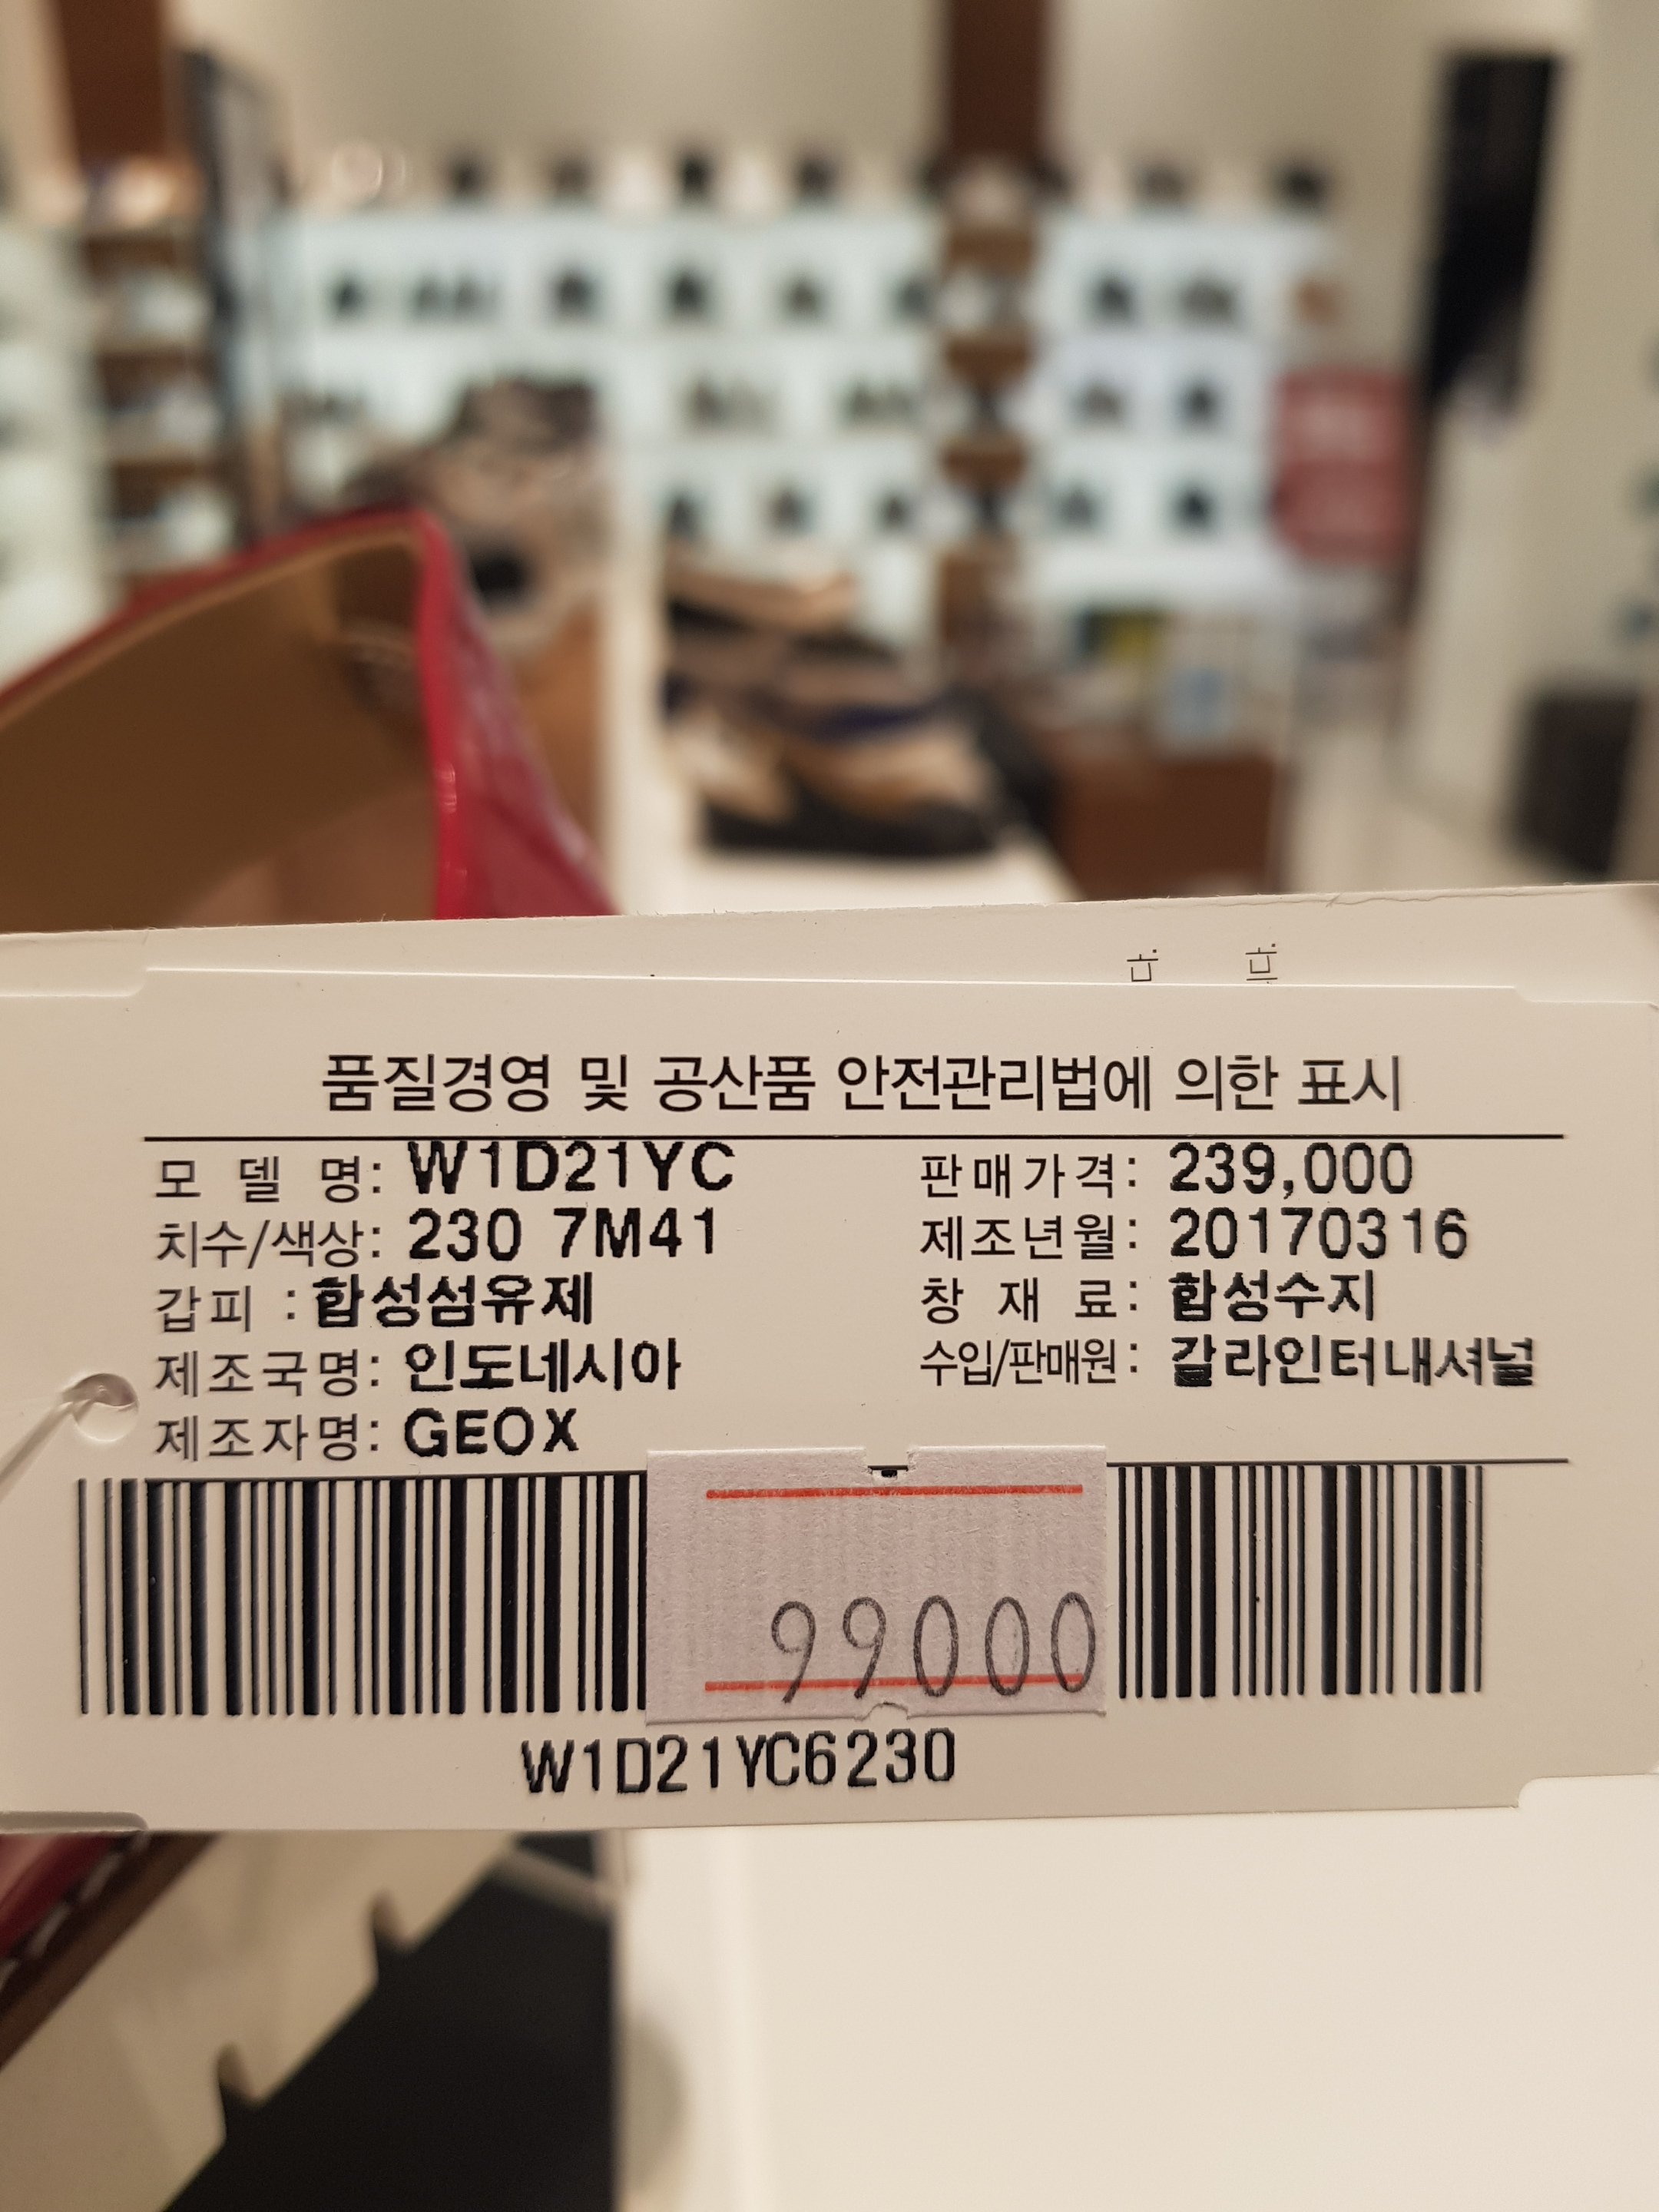 품질경영 및 공산품 안전관리법에 의한 표시
모 델 명: W1D21YC 판매가격: 239,000
치수/색상: 230 7M41 제조년월: 20170316
갑피 : 합성섬유제 창 재 료: 합성수지
제조국명: 인도네시아 수입/판매원: 갈라인터내셔널
제조자명: GEOX
99000
W1D21YC6230